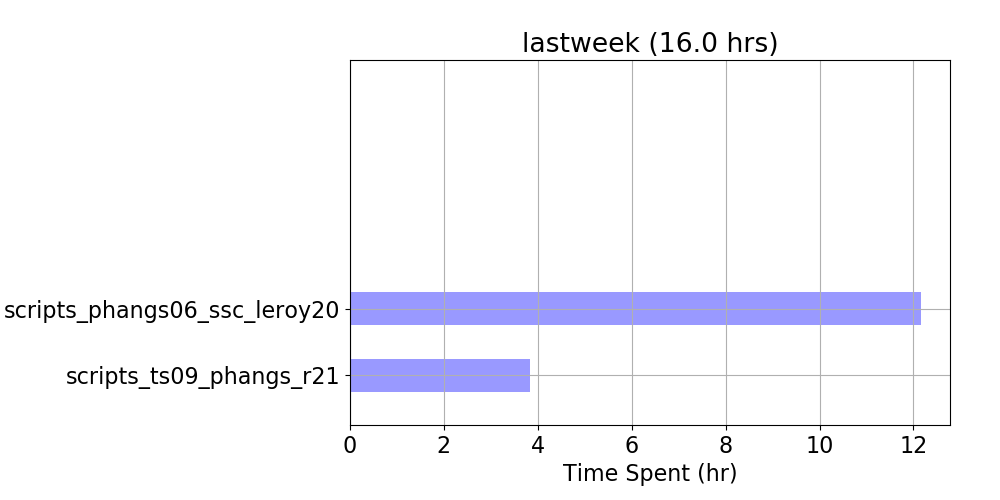 lastweek (16.0 hrs)
scripts_phangs06_ssc_leroy20
scripts_ts09_phangs_r21
0 2 4 6 8 10 12
Time Spent (hr)